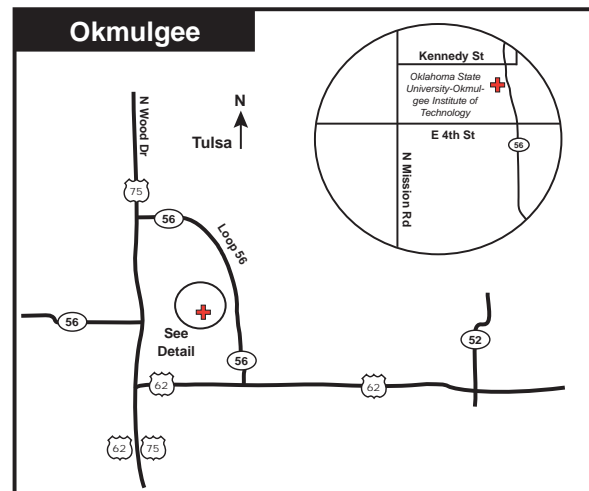 Okmulgee
Kennedy St
Oklahoma State
University-Okmul-
gee Institute of
Technology
E 4th St
56
N Mission Rd
N
Tulsa
N Wood Dr
75
56
Loop 56
56
See
Detail
56
52
62
62
62
75